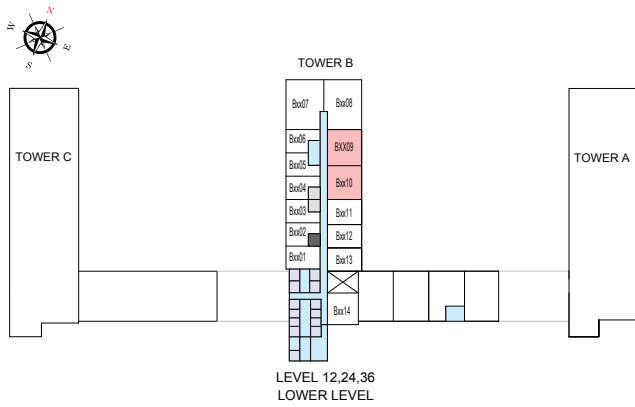 N
W
E
S
TOWER B
Bxx07
Bxx08
Bxx06
BXX09
Bxx05
TOWER C
TOWER A
Bxx04
Bxx10
Bxx03
Bxx11
Bxx02
Bxx12
Bxx01
Bxx13
Bxx14
LEVEL 12,24,36
LOWER LEVEL